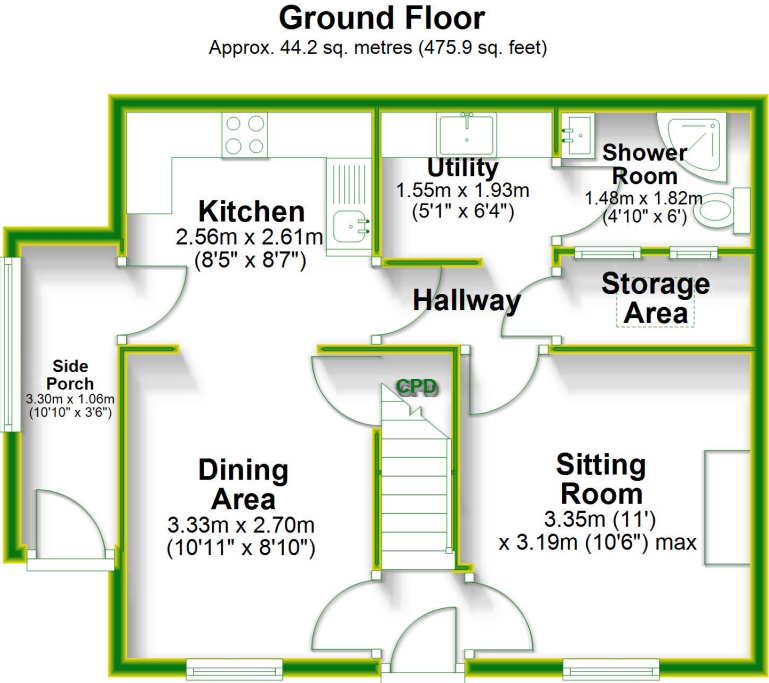 Ground Floor
Approx. 44.2 sq. metres (475.9 sq. feet)
Kitchen
2.56m x 2.61m
(8'5" x 8'7")
Utility
1.55m x 1.93m
(5'1" x 6'4")
Shower
Room
1.48m x 1.82m
(4'10" x 6')
Hallway
Storage
Area
Side
Porch
3.30m x 1.06m
(10'10" x 3'6")
CPD
Dining
Area
3.33m x 2.70m
(10'11" x 8'10")
Sitting
Room
3.35m (11')
x 3.19m (10'6") max